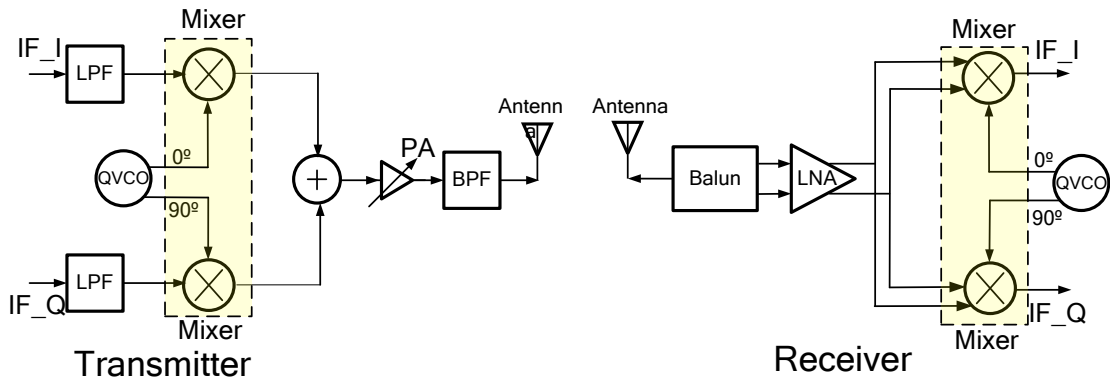 Mixer
IF_I
LPF
QVCO
0º
90º
LPF
IF_Q
Mixer
PA
BPF
Antenn
a
Transmitter
Antenna
Balun
LNA
Mixer
IF_I
0º
QVCO
90º
IF_Q
Mixer
Receiver